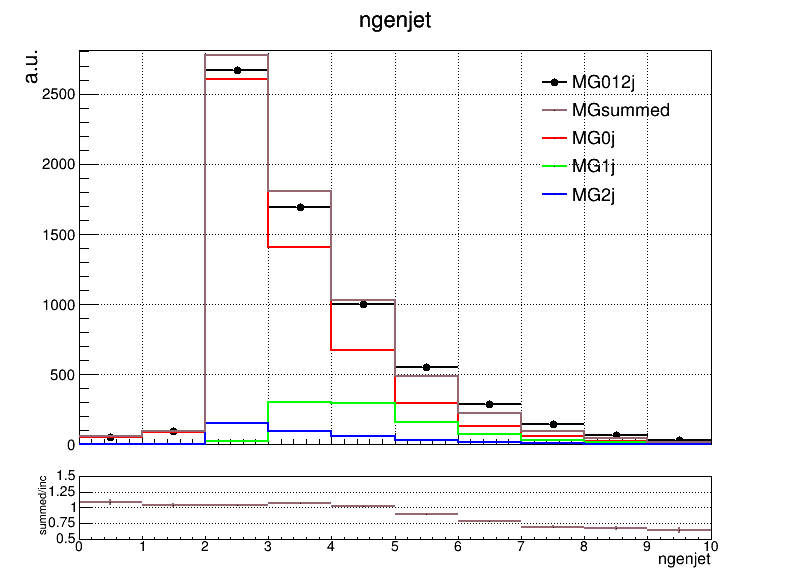 ngenjet
a.u.
2500
2000
1500
1000
500
0
MG012j
MGsummed
MG0j
MG1j
MG2j
summed/inc
1.5
1.25
1
0.75
0.5
0 1 2 3 4 5 6 7 8 9 10
ngenjet